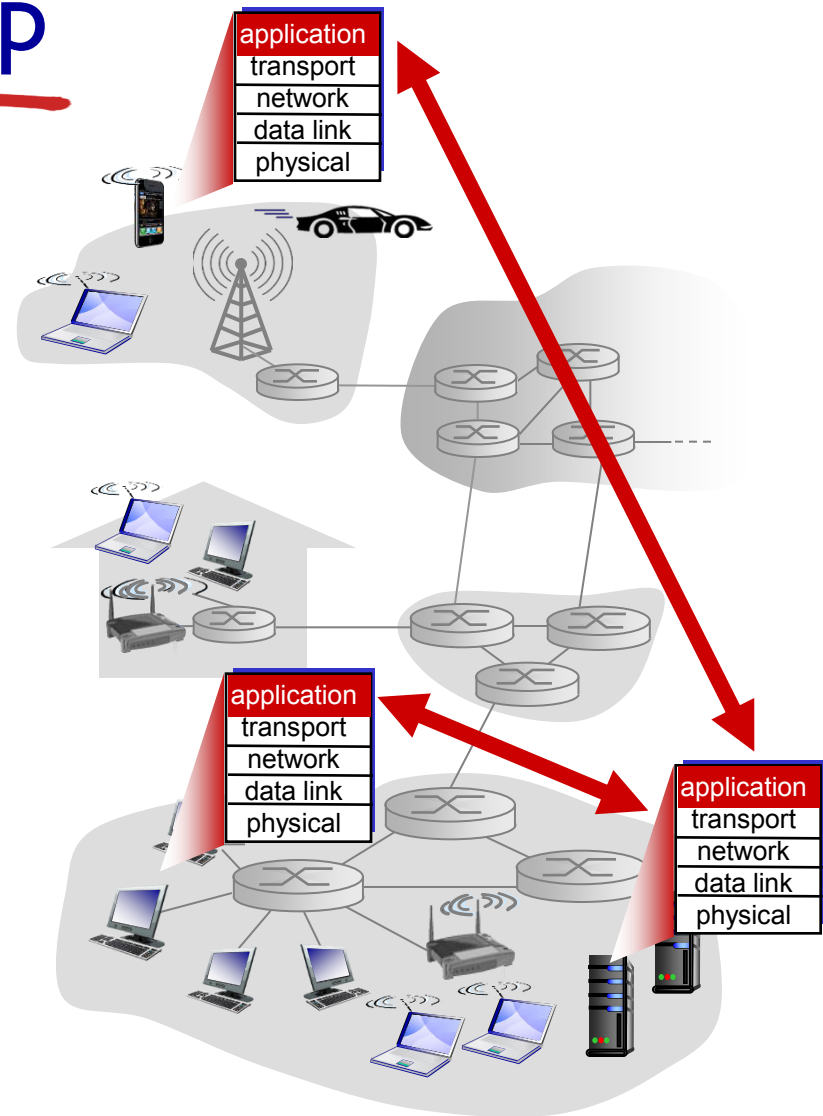 p
application
transport
network
data link
physical
application
transport
network
data link
physical
application
transport
network
data link
physical